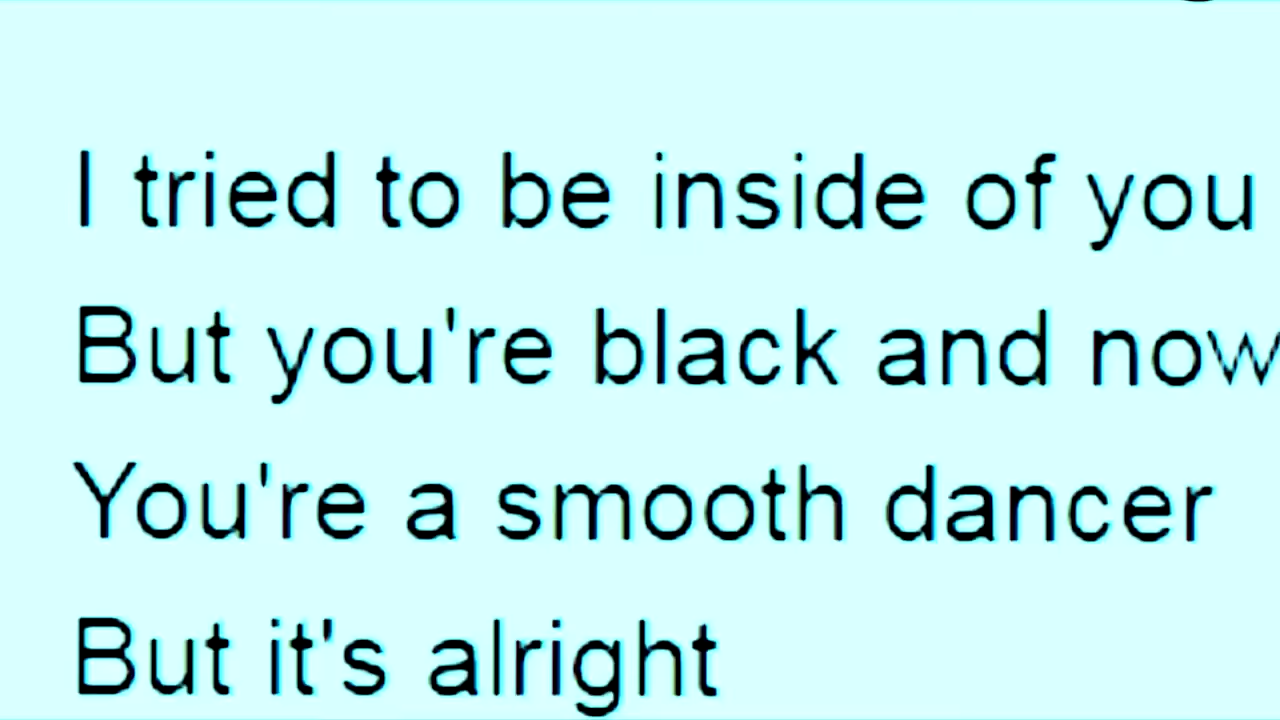 I tried to be inside of you
But you're black and now
You're a smooth dancer
But it's alright